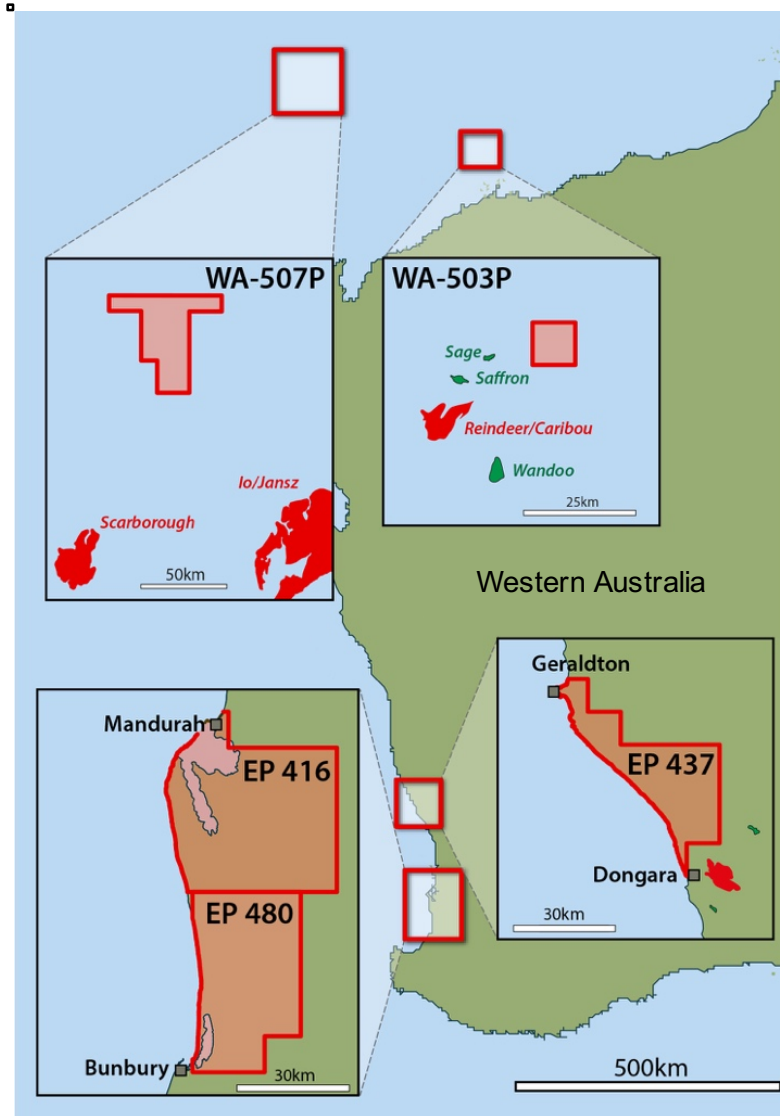 WA-507P
WA-503P
Sage
Saffron
Reindeer/Caribou
Wandoo
25km
Io/Jansz
Scarborough
50km
Western Australia
Geraldton
EP 437
Dongara
30km
Mandurah
EP 416
EP 480
Bunbury
30km
500km